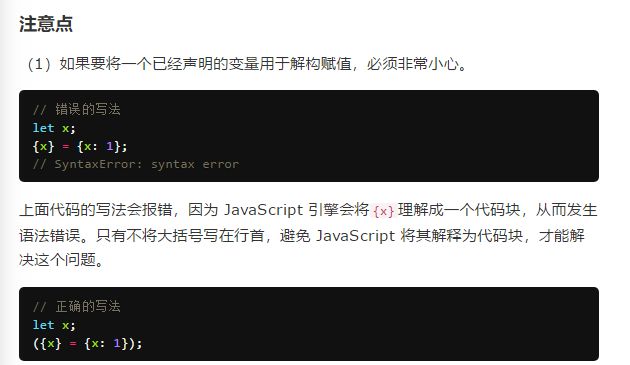 注意点
（1）如果要将一个已经声明的变量用于解构赋值，必须非常小心。
// 错误的写法
let x;
{x} = {x: 1};
// SyntaxError: syntax error
上面代码的写法会报错，因为 JavaScript 引擎会将{x}理解成一个代码块，从而发生
语法错误。只有不将大括号写在行首，避免 JavaScript 将其解释为代码块，才能解
决这个问题。
// 正确的写法
let x;
({x} = {x: 1});